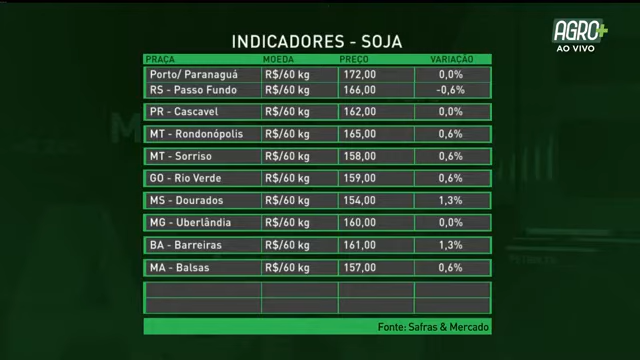 AGRO+
AO VIVO
INDICADORES - SOJA
PRAÇA MOEDA PREÇO VARIAÇÃO
Porto/ Paranaguá R$/60 kg 172,00 0,0%
RS - Passo Fundo R$/60 kg 166,00 -0,6%
PR - Cascavel R$/60 kg 162,00 0,0%
MT - Rondonópolis R$/60 kg 165,00 0,6%
MT - Sorriso R$/60 kg 158,00 0,6%
GO - Rio Verde R$/60 kg 159,00 0,6%
MS - Dourados R$/60 kg 154,00 1,3%
MG - Uberlândia R$/60 kg 160,00 0,0%
BA - Barreiras R$/60 kg 161,00 1,3%
MA - Balsas R$/60 kg 157,00 0,6%
Fonte: Safras & Mercado